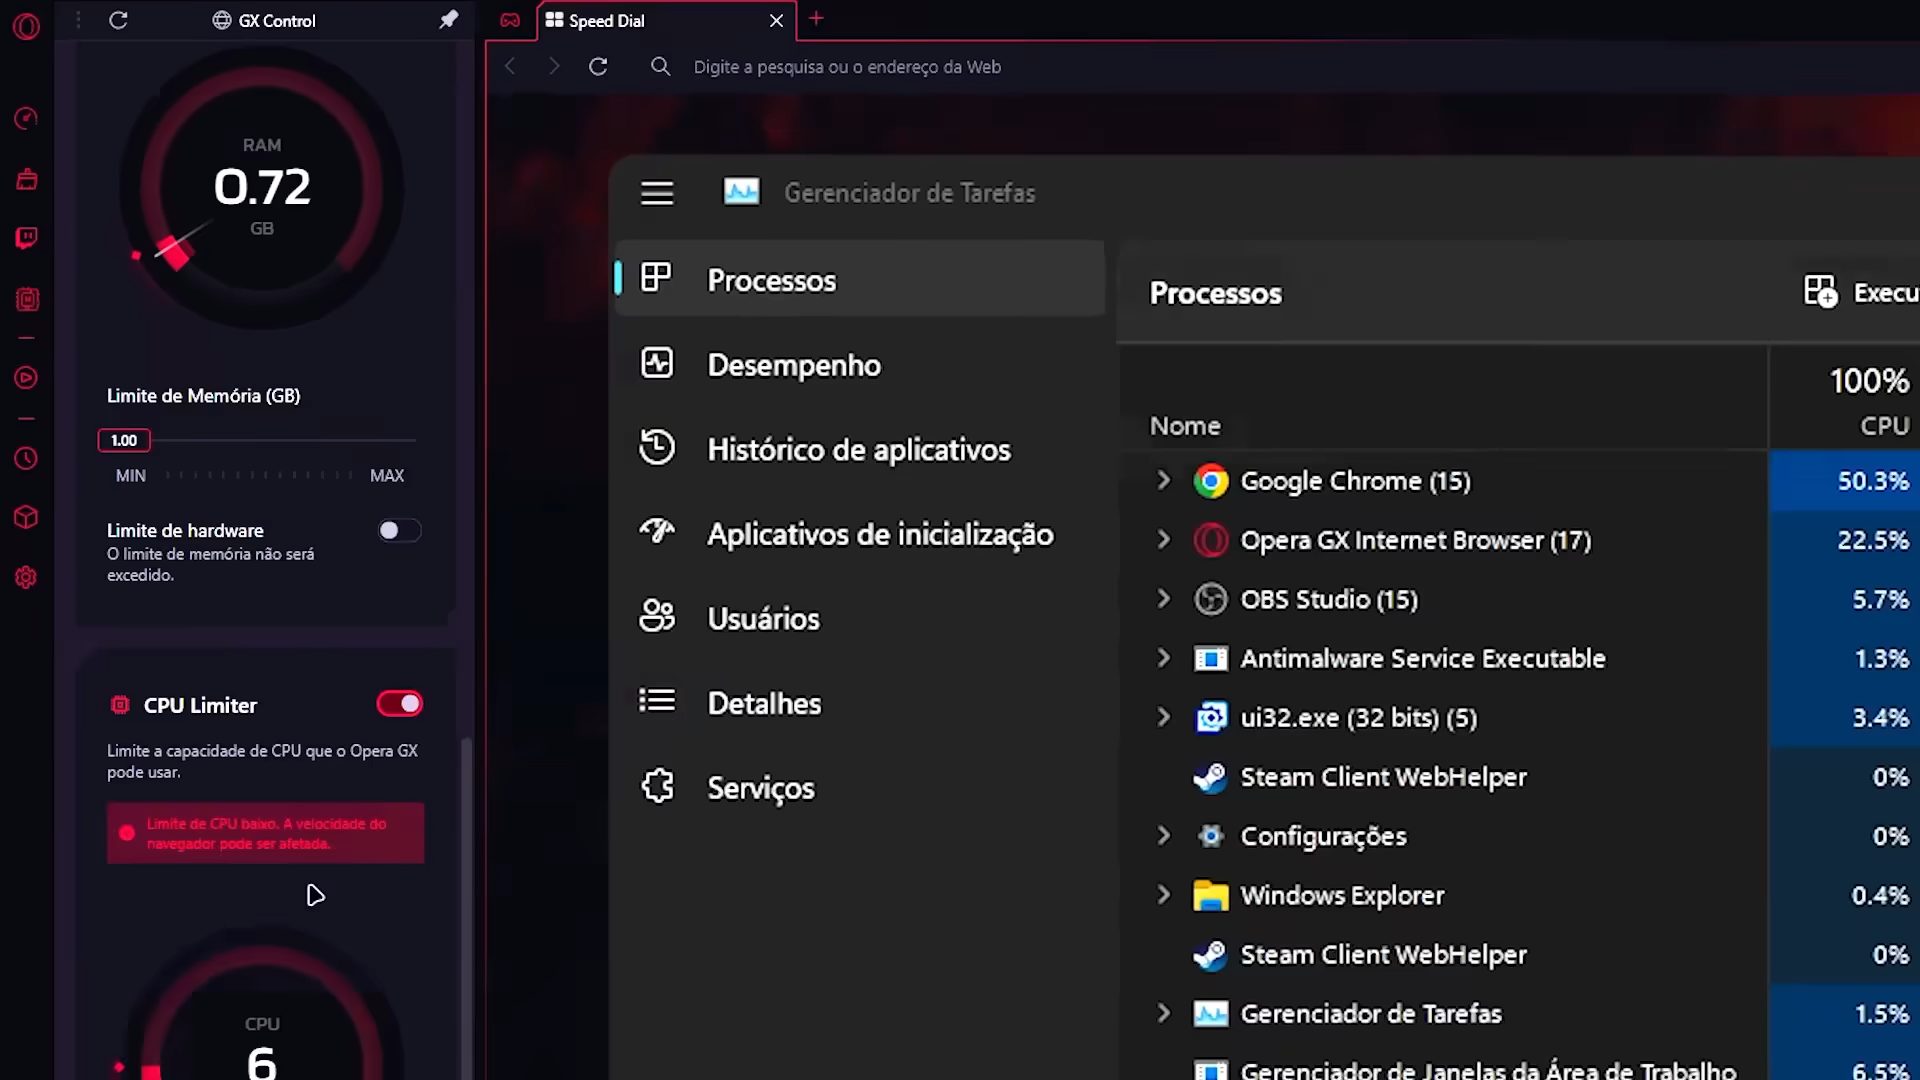 GX Control
RAM
0.72
GB
Limite de Memória (GB)
1.00
MIN
MAX
Limite de hardware
O limite de memória não será
excedido.
CPU Limiter
Limite a capacidade de CPU que o Opera GX
pode usar.
Limite de CPU baixo. A velocidade do
navegador pode ser afetada.
CPU
6
Speed Dial
Digite a pesquisa ou o endereço da Web
Gerenciador de Tarefas
Processos
Desempenho
Histórico de aplicativos
Aplicativos de inicialização
Usuários
Detalhes
Serviços
Processos
Execu
100%
Nome
CPU
Google Chrome (15) 50.3%
Opera GX Internet Browser (17) 22.5%
OBS Studio (15) 5.7%
Antimalware Service Executable 1.3%
ui32.exe (32 bits) (5) 3.4%
Steam Client WebHelper 0%
Configurações 0%
Windows Explorer 0.4%
Steam Client WebHelper 0%
Gerenciador de Tarefas 1.5%
Gerenciador de Janelas da Área de Trabalho 6.5%